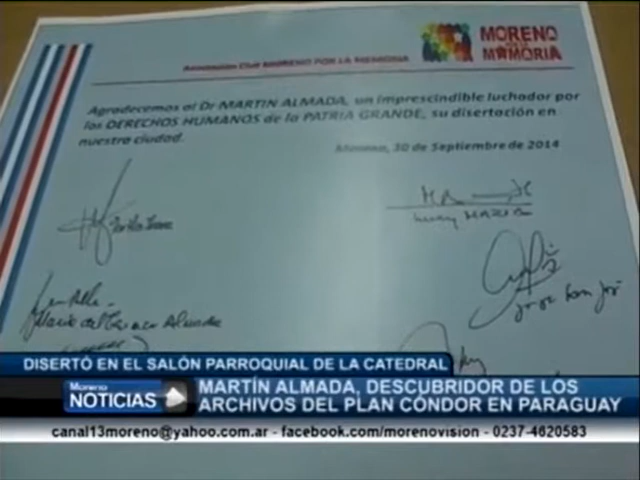 MORENO
POR LA
MEMORIA
Asociación Civil MORENO POR LA MEMORIA
Agradecemos al Dr MARTIN ALMADA, un imprescindible luchador por
los DERECHOS HUMANOS de la PATRIA GRANDE, su disertación en
nuestra ciudad.
Moreno, 30 de Septiembre de 2014
DISERTÓ EN EL SALÓN PARROQUIAL DE LA CATEDRAL
Moreno
NOTICIAS
MARTÍN ALMADA, DESCUBRIDOR DE LOS
ARCHIVOS DEL PLAN CÓNDOR EN PARAGUAY
canal13moreno@yahoo.com.ar - facebook.com/morenovision - 0237-4620583